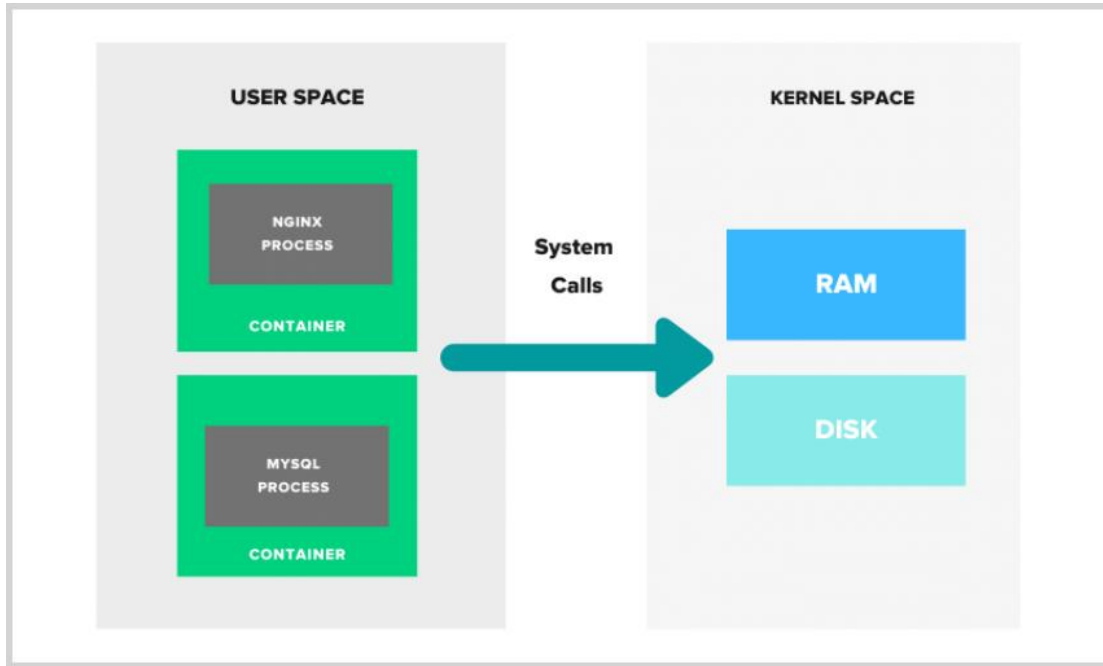 USER SPACE
NGINX
PROCESS
CONTAINER
MYSQL
PROCESS
CONTAINER
System
Calls
KERNEL SPACE
RAM
DISK